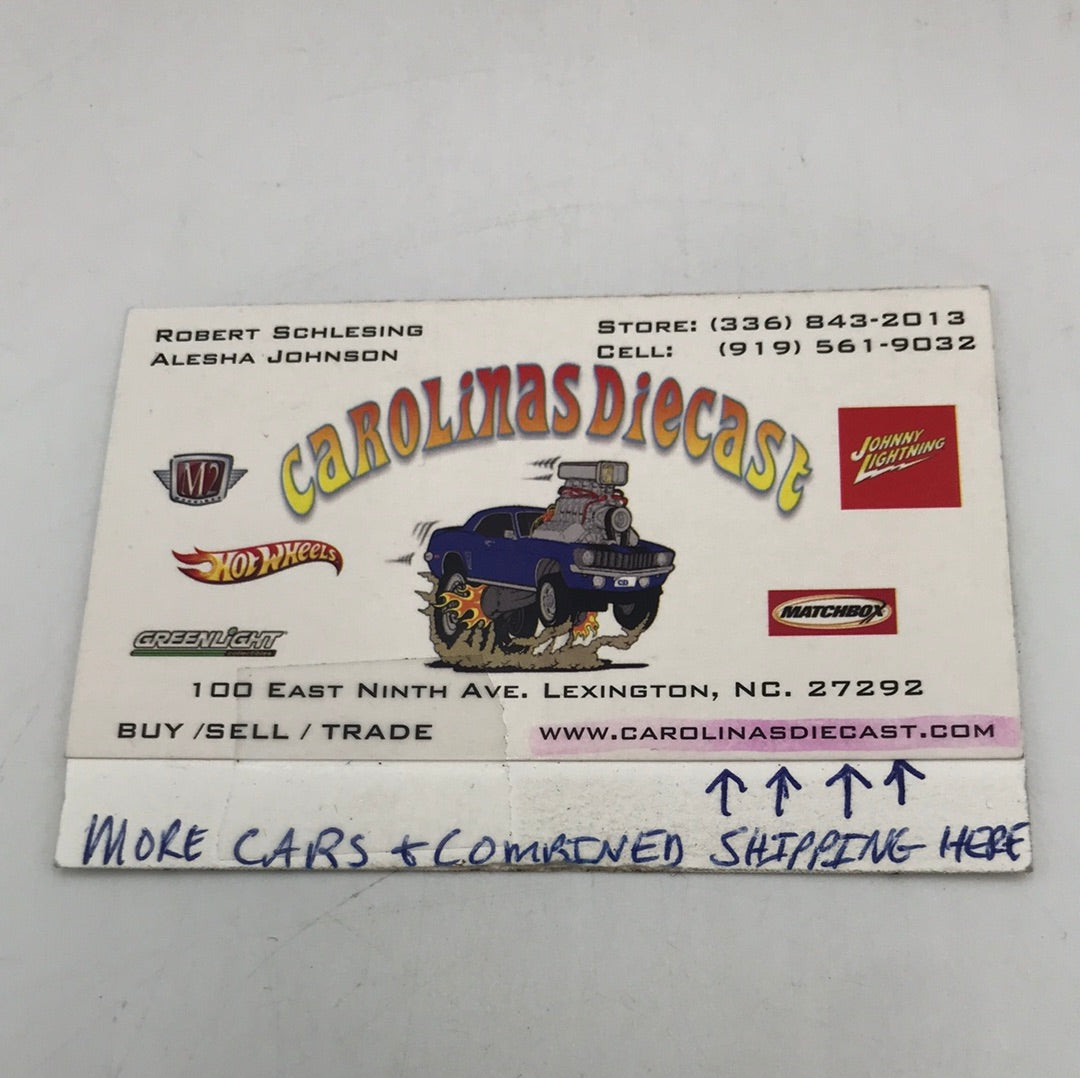 ROBERT SCHLESING
ALESHA JOHNSON
STORE: (336) 843-2013
CELL: (919) 561-9032
CAROLINAS DIECAST
M2
JOHNNY LIGHTNING
HOT WHEELS
CD
MATCHBOX
GREENLIGHT
100 EAST NINTH AVE. LEXINGTON, NC. 27292
BUY /SELL / TRADE
WWW.CAROLINASDIECAST.COM
MORE CARS + COMBINED SHIPPING HERE